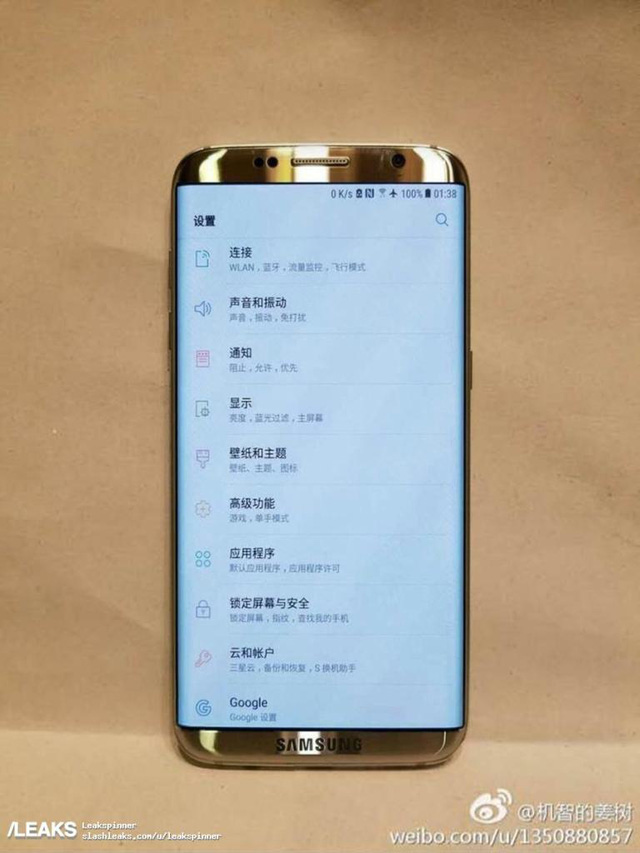 0 K/s 100% 01:38
设置
连接
WLAN，蓝牙，流量监控，飞行模式
声音和振动
声音，振动，免打扰
通知
阻止，允许，优先
显示
亮度，蓝光过滤，主屏幕
壁纸和主题
壁纸、主题、图标
高级功能
游戏，单手模式
应用程序
默认应用程序，应用程序许可
锁定屏幕与安全
锁定屏幕，指纹，查找我的手机
云和帐户
三星云，备份和恢复，S 换机助手
Google
Google 设置
SAMSUNG
@机智的姜树
weibo.com/u/1350880857
/LEAKS
Leakspinner
slashleaks.com/u/leakspinner